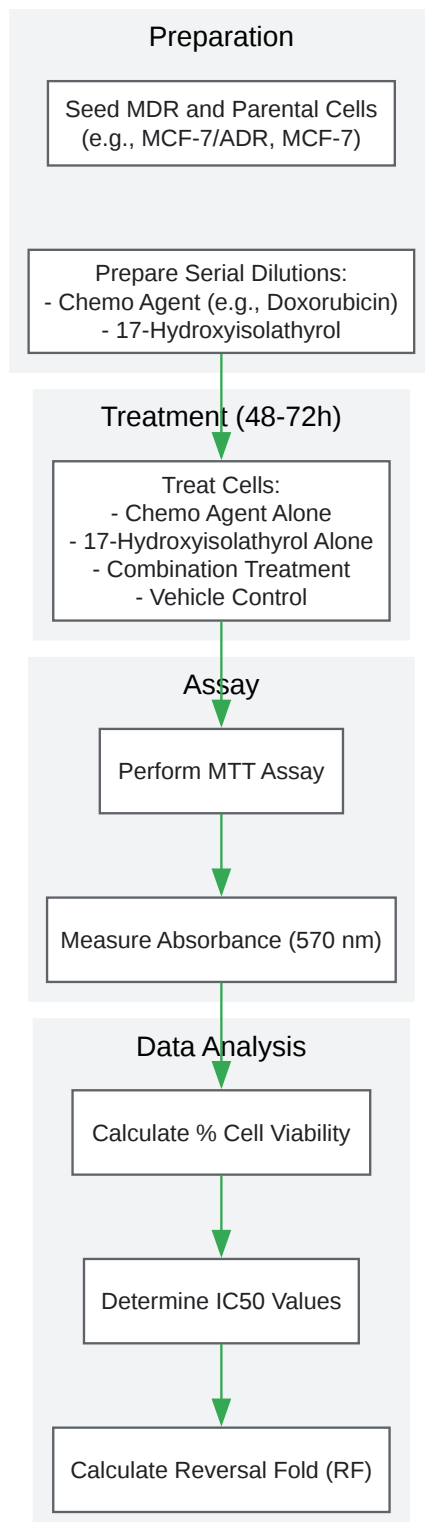 Preparation
Seed MDR and Parental Cells
(e.g., MCF-7/ADR, MCF-7)
Prepare Serial Dilutions:
- Chemo Agent (e.g., Doxorubicin)
- 17-Hydroxyisolathyrol
Treatment (48-72h)
Treat Cells:
- Chemo Agent Alone
- 17-Hydroxyisolathyrol Alone
- Combination Treatment
- Vehicle Control
Assay
Perform MTT Assay
Measure Absorbance (570 nm)
Data Analysis
Calculate % Cell Viability
Determine IC50 Values
Calculate Reversal Fold (RF)